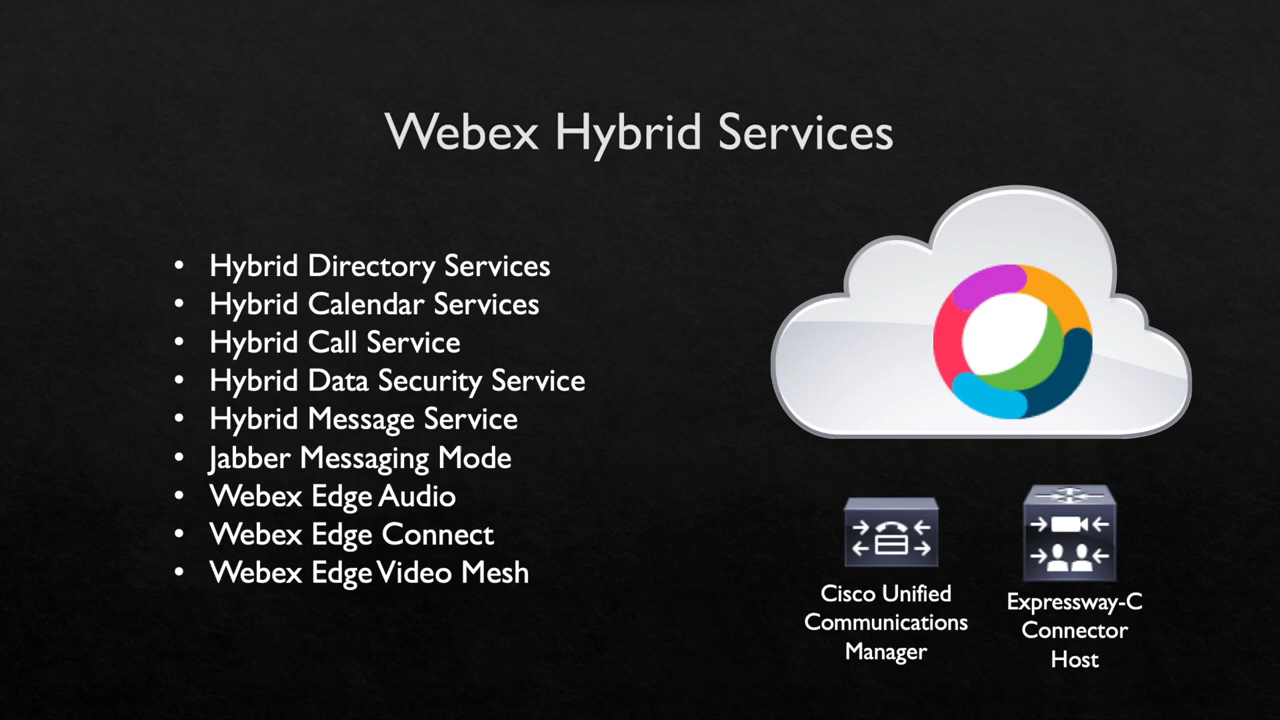 Webex Hybrid Services
• Hybrid Directory Services
• Hybrid Calendar Services
• Hybrid Call Service
• Hybrid Data Security Service
• Hybrid Message Service
• Jabber Messaging Mode
• Webex Edge Audio
• Webex Edge Connect
• Webex Edge Video Mesh
Cisco Unified
Communications
Manager
Expressway-C
Connector
Host